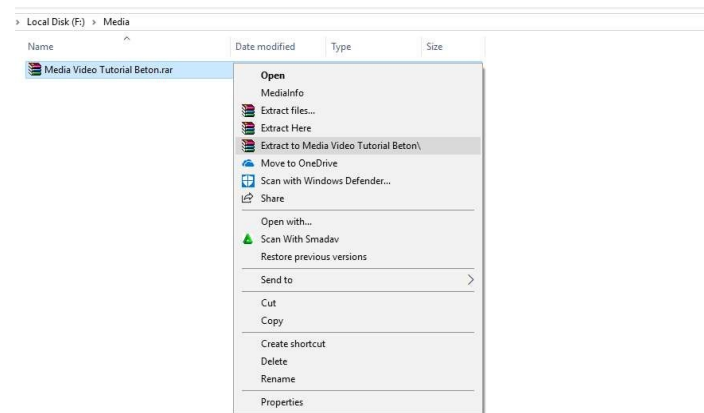 › Local Disk (F:) › Media
Name Date modified Type Size
Media Video Tutorial Beton.rar
Open
MediaInfo
Extract files...
Extract Here
Extract to Media Video Tutorial Beton\
Move to OneDrive
Scan with Windows Defender...
Share
Open with...
Scan With Smadav
Restore previous versions
Send to
Cut
Copy
Create shortcut
Delete
Rename
Properties